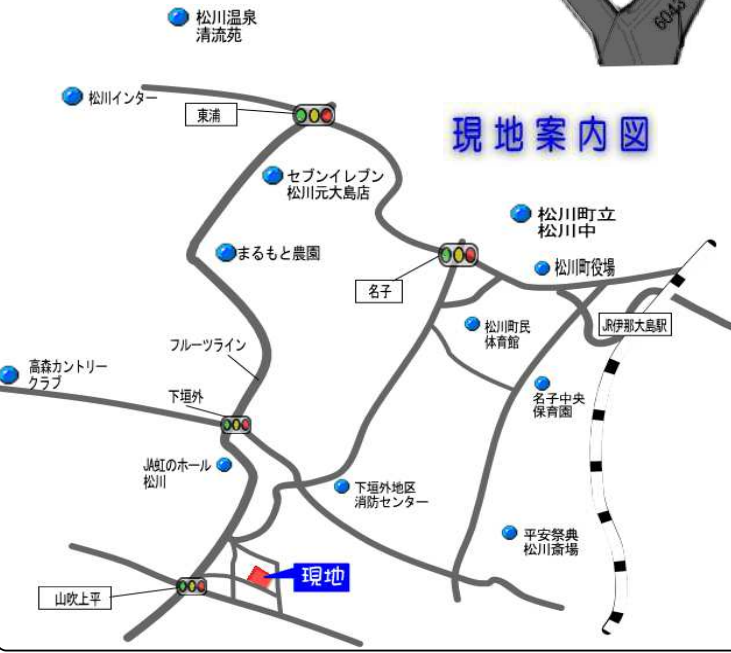 松川温泉
清流苑
6043
松川インター
東浦
現地案内図
セブンイレブン
松川元大島店
松川町立
松川中
まるもと農園
松川町役場
名子
松川町民
体育館
JR伊那大島駅
フルーツライン
高森カントリー
クラブ
下垣外
名子中央
保育園
JA虹のホール
松川
下垣外地区
消防センター
平安祭典
松川斎場
現地
山吹上平